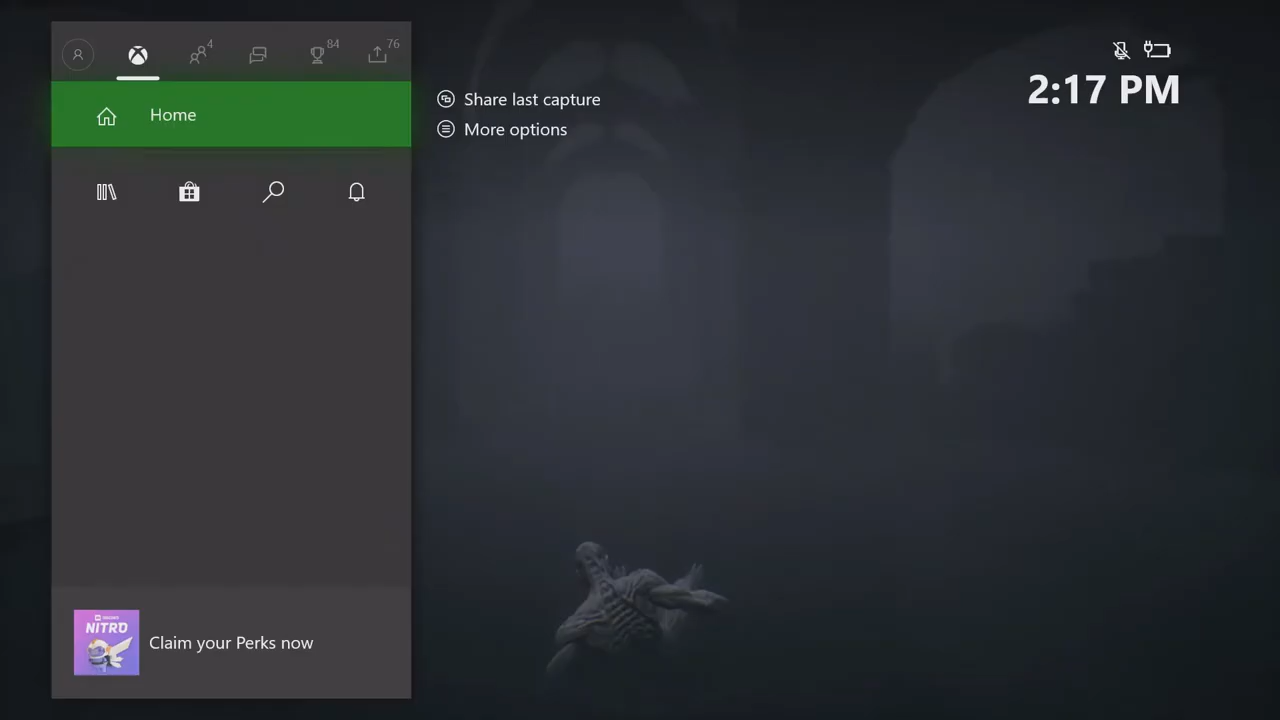 4
84
76
Home
Share last capture
More options
2:17 PM
NITRO
Claim your Perks now